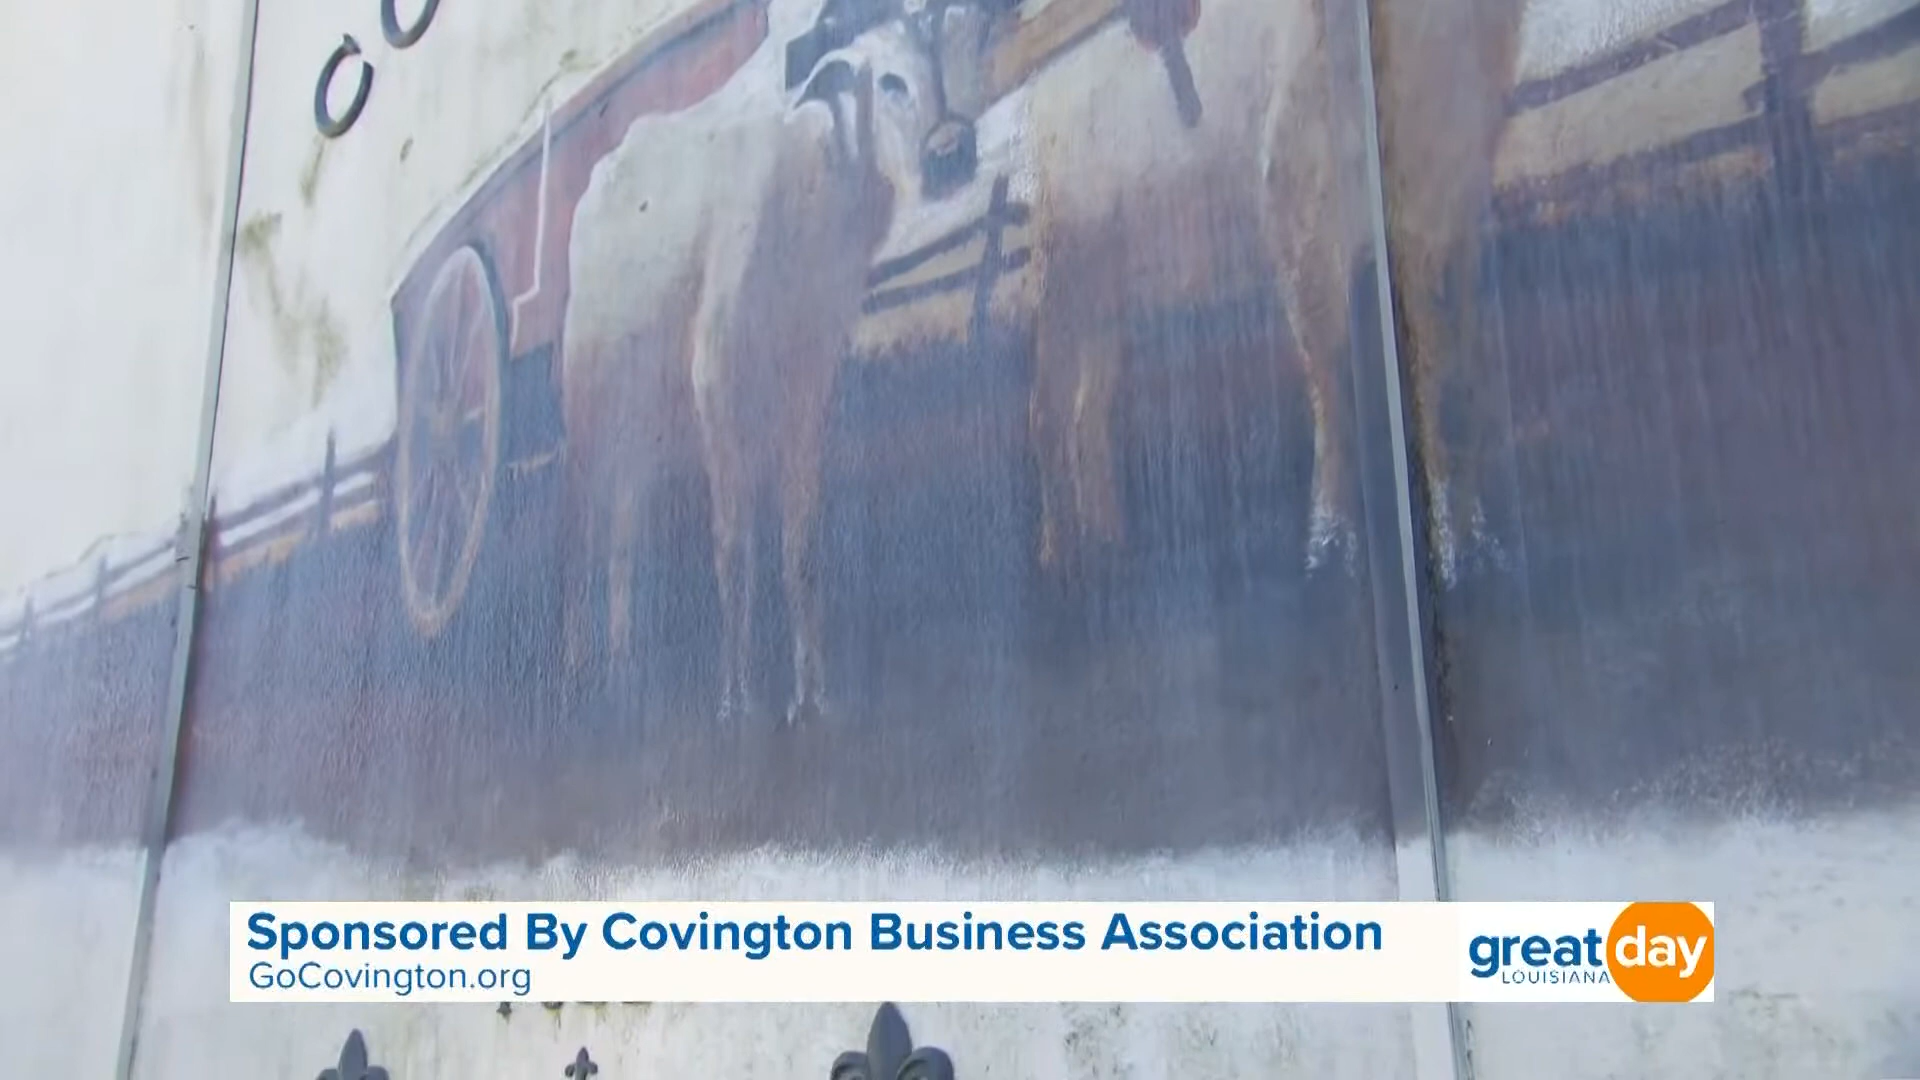 Sponsored By Covington Business Association
GoCovington.org
great day
LOUISIANA